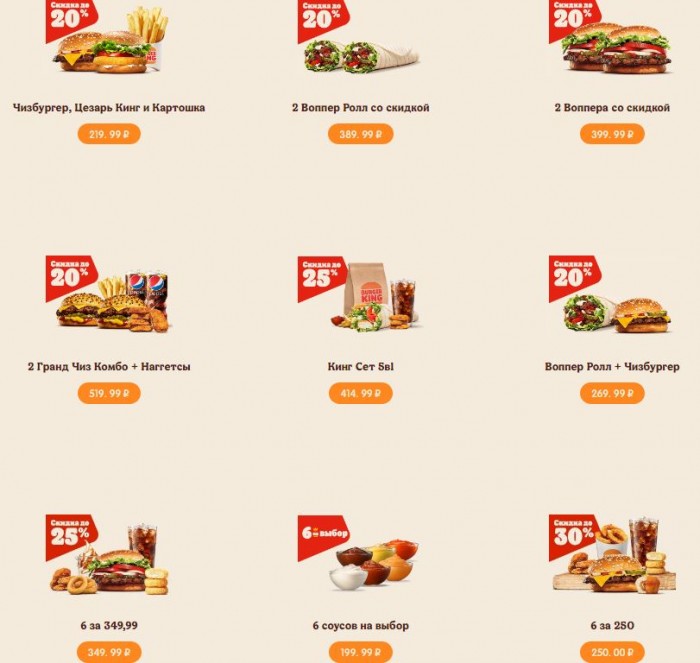 Скидка до
20%
Скидка до
20%
Скидка до
20%
Чизбургер, Цезарь Кинг и Картошка
2 Воппер Ролл со скидкой
2 Воппера со скидкой
219. 99 ₽
389. 99 ₽
399. 99 ₽
Скидка до
20%
Скидка до
25%
Скидка до
20%
BURGER
KING
2 Гранд Чиз Комбо + Наггетсы
Кинг Сет 5в1
Воппер Ролл + Чизбургер
519. 99 ₽
414. 99 ₽
269. 99 ₽
Скидка до
25%
6 выбор
Скидка до
30%
6 за 349,99
6 соусов на выбор
6 за 250
349. 99 ₽
199. 99 ₽
250. 00 ₽